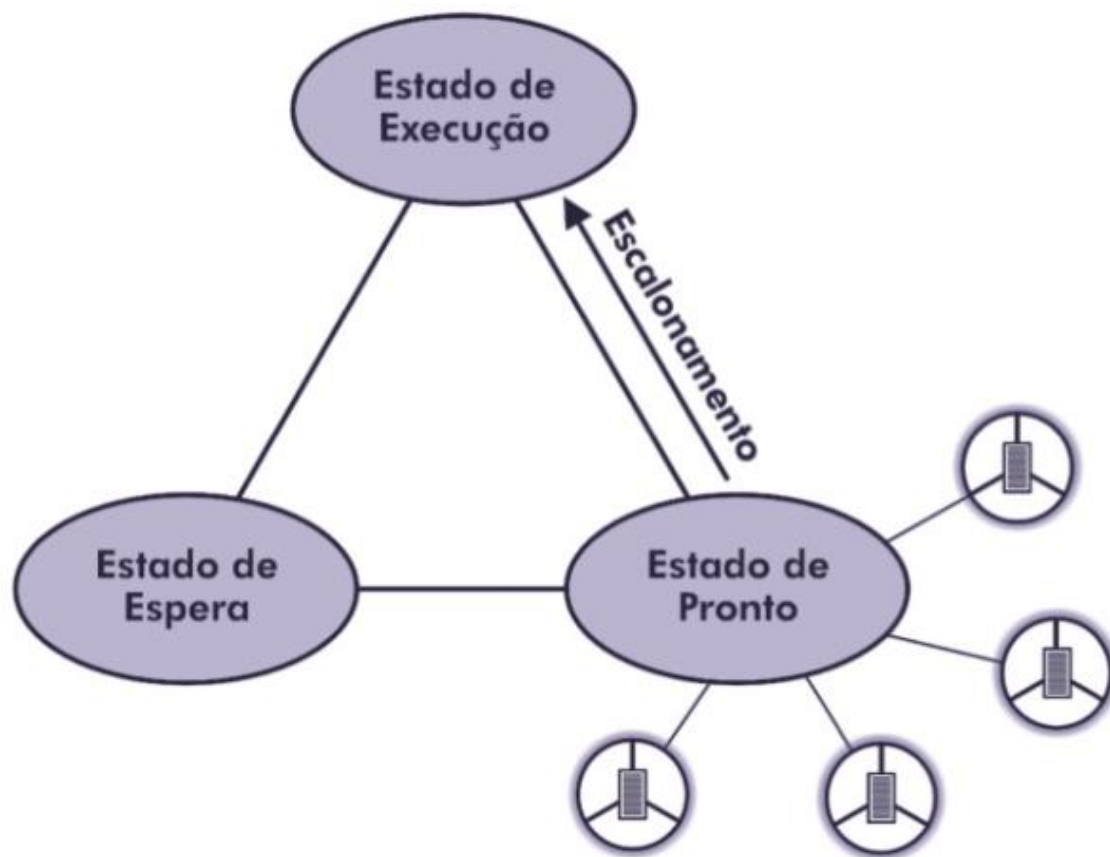 Estado de
Execução
Escalonamento
Estado de
Espera
Estado de
Pronto